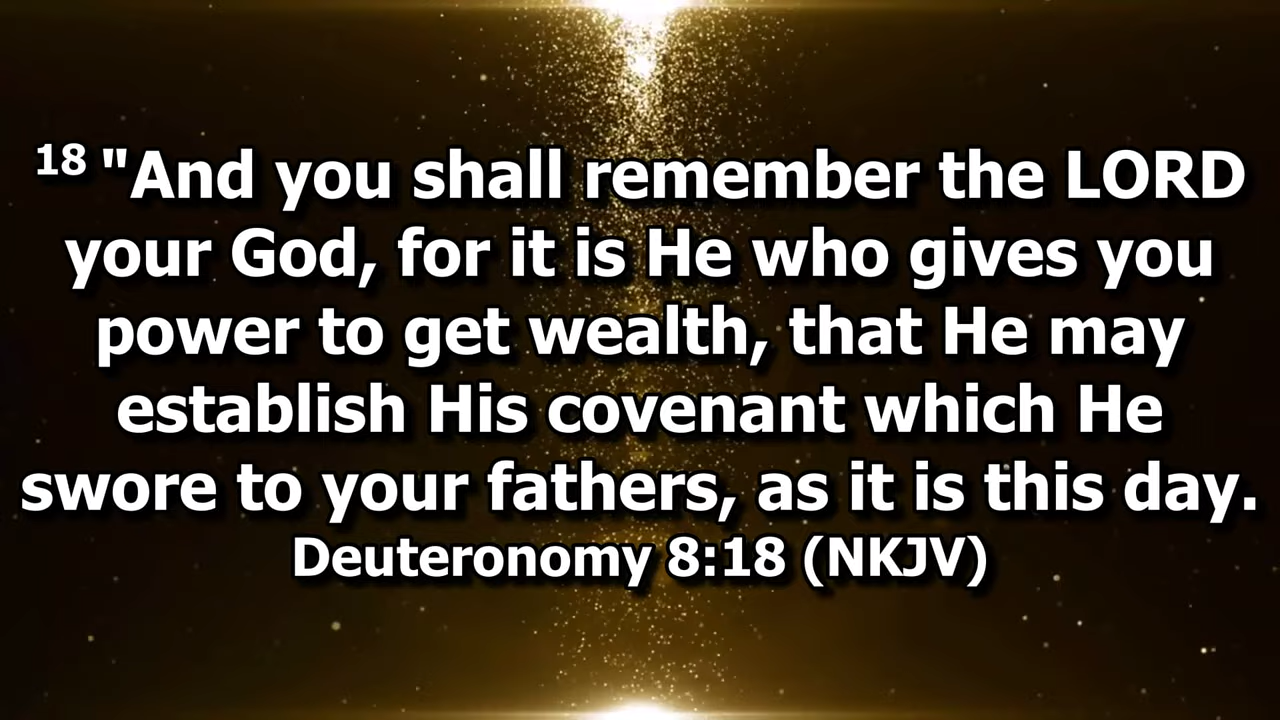 18 "And you shall remember the LORD
your God, for it is He who gives you
power to get wealth, that He may
establish His covenant which He
swore to your fathers, as it is this day.
Deuteronomy 8:18 (NKJV)